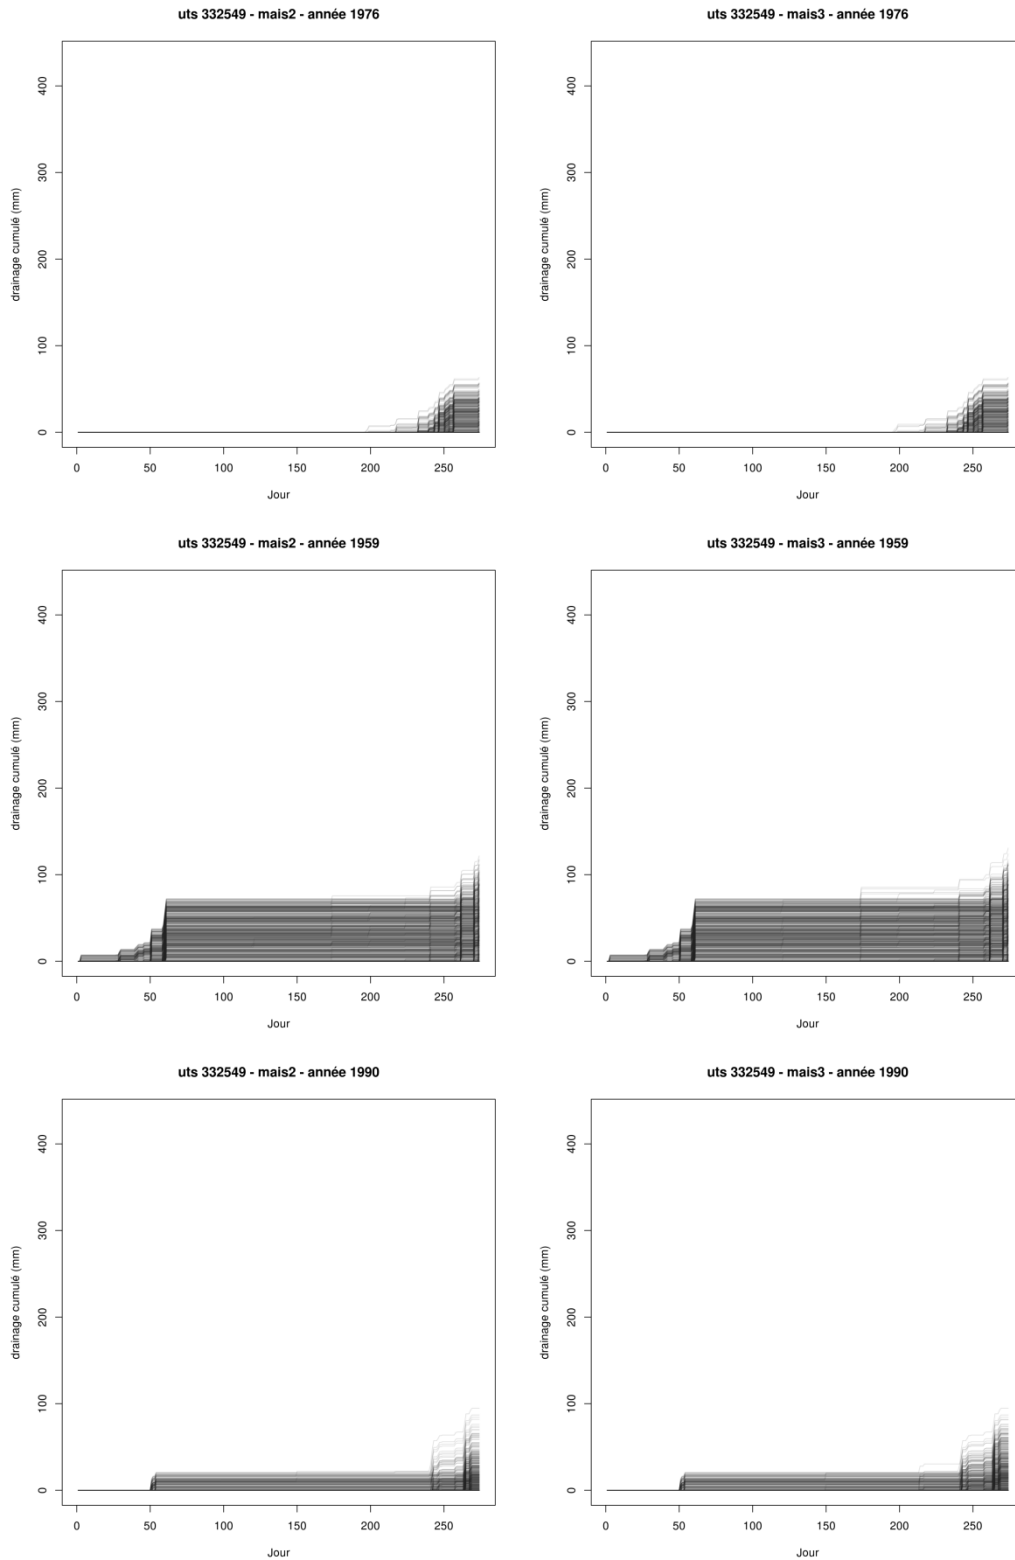 uts 332549 - mais2 - année 1976
drainage cumulé (mm)
400
300
200
100
0
0 50 100 150 200 250
Jour
uts 332549 - mais3 - année 1976
drainage cumulé (mm)
400
300
200
100
0
0 50 100 150 200 250
Jour
uts 332549 - mais2 - année 1959
drainage cumulé (mm)
400
300
200
100
0
0 50 100 150 200 250
Jour
uts 332549 - mais3 - année 1959
drainage cumulé (mm)
400
300
200
100
0
0 50 100 150 200 250
Jour
uts 332549 - mais2 - année 1990
drainage cumulé (mm)
400
300
200
100
0
0 50 100 150 200 250
Jour
uts 332549 - mais3 - année 1990
drainage cumulé (mm)
400
300
200
100
0
0 50 100 150 200 250
Jour